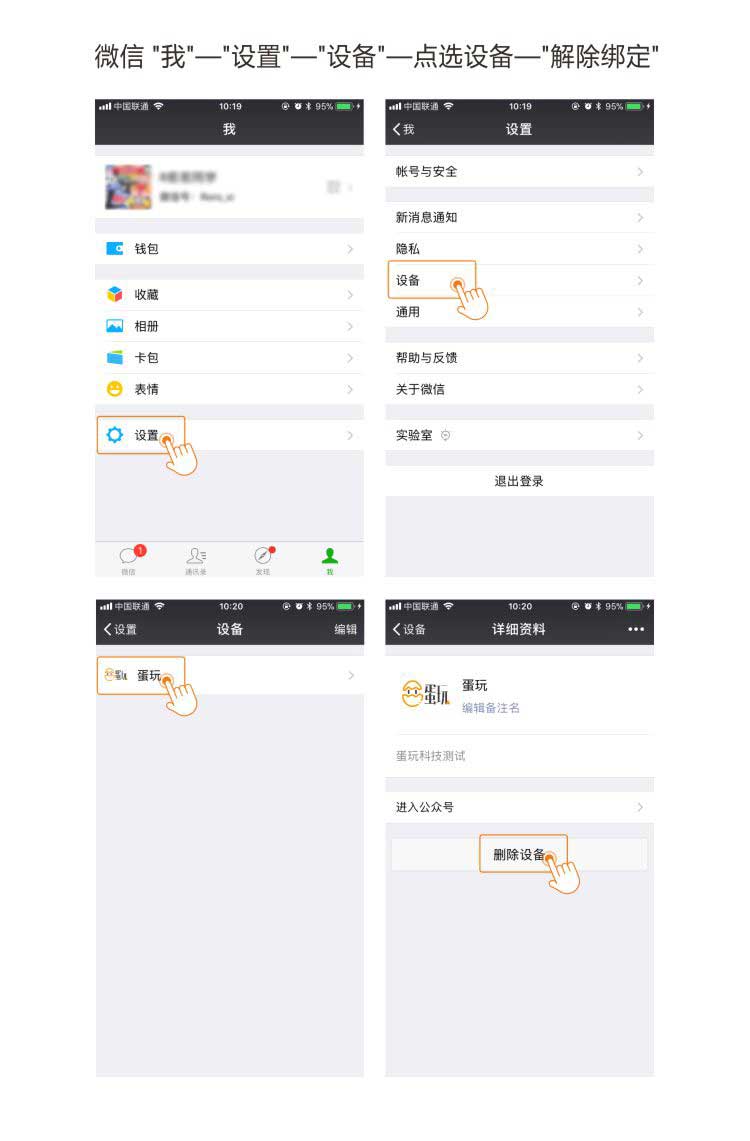 微信 "我"—"设置"—"设备"—点选设备—"解除绑定"
中国联通 10:19 95%
我
微信号:
钱包
收藏
相册
卡包
表情
设置
1
微信 通讯录 发现 我
中国联通 10:19 95%
我 设置
帐号与安全
新消息通知
隐私
设备
通用
帮助与反馈
关于微信
实验室
退出登录
中国联通 10:20 95%
设置 设备 编辑
蛋玩 蛋玩
中国联通 10:20 95%
设备 详细资料
蛋玩 蛋玩
编辑备注名
蛋玩科技测试
进入公众号
删除设备